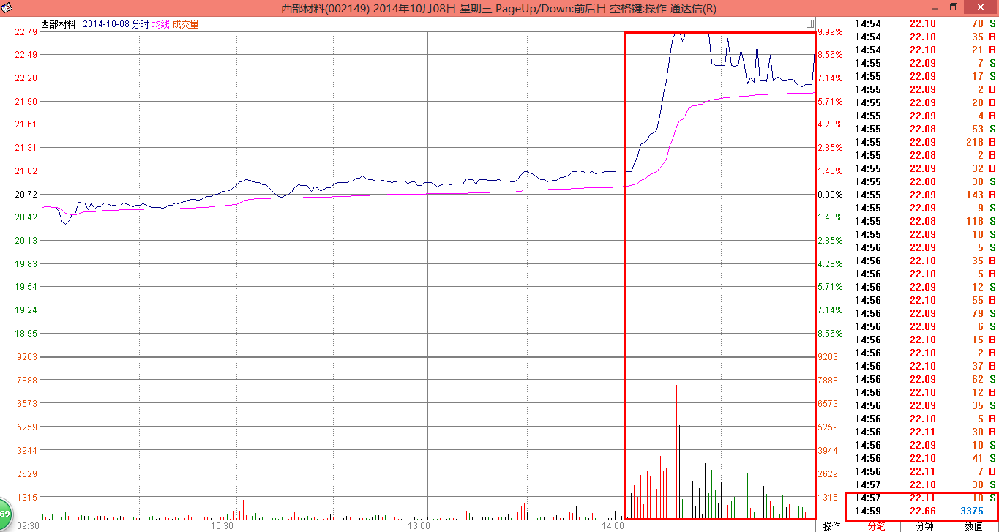 西部材料(002149) 2014年10月08日 星期三 PageUp/Down:前后日 空格键:操作 通达信(R)
西部材料 2014-10-08 分时 均线 成交量
22.79
22.49
22.20
21.90
21.61
21.31
21.02
20.72
20.42
20.13
19.83
19.54
19.24
18.95
9203
7888
6573
5259
3944
2629
1315
69
09:30 10:30 13:00 14:00
9.99%
8.56%
7.14%
5.71%
4.28%
2.85%
1.43%
0.00%
1.43%
2.85%
4.28%
5.71%
7.14%
8.56%
9203
7888
6573
5259
3944
2629
1315
操作
14:54 22.10 70 S
14:54 22.10 35 B
14:54 22.10 21 B
14:55 22.09 7 S
14:55 22.09 17 S
14:55 22.09 2 B
14:55 22.09 20 B
14:55 22.09 4 B
14:55 22.08 53 S
14:55 22.09 218 B
14:55 22.08 2 B
14:55 22.09 32 B
14:55 22.08 30 S
14:55 22.09 143 B
14:55 22.09 9 S
14:55 22.08 118 S
14:55 22.09 10 S
14:56 22.09 5 S
14:56 22.10 35 B
14:56 22.10 5 B
14:56 22.09 12 S
14:56 22.10 55 B
14:56 22.09 79 S
14:56 22.09 6 S
14:56 22.10 15 B
14:56 22.10 2 B
14:56 22.10 37 B
14:56 22.09 62 S
14:56 22.10 12 B
14:56 22.09 35 S
14:56 22.10 5 B
14:56 22.11 30 B
14:56 22.09 10 S
14:56 22.10 41 S
14:56 22.11 7 B
14:57 22.10 30 S
14:57 22.11 10 S
14:59 22.66 3375
分笔 分钟 数值